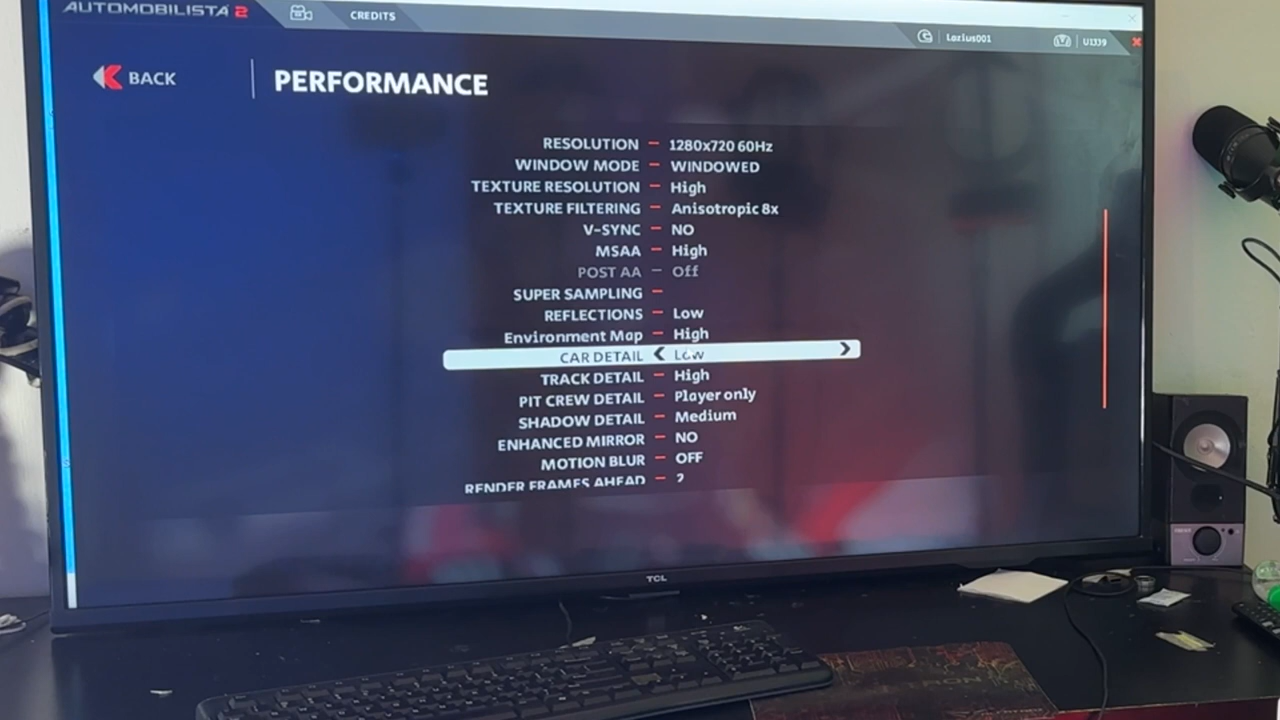 AUTOMOBILISTA 2
CREDITS
Lazius001
U1339
BACK
PERFORMANCE
RESOLUTION – 1280x720 60Hz
WINDOW MODE – WINDOWED
TEXTURE RESOLUTION – High
TEXTURE FILTERING – Anisotropic 8x
V-SYNC – NO
MSAA – High
POST AA – Off
SUPER SAMPLING –
REFLECTIONS – Low
Environment Map – High
CAR DETAIL < Low >
TRACK DETAIL – High
PIT CREW DETAIL – Player only
SHADOW DETAIL – Medium
ENHANCED MIRROR – NO
MOTION BLUR – OFF
RENDER FRAMES AHEAD – 2
TCL